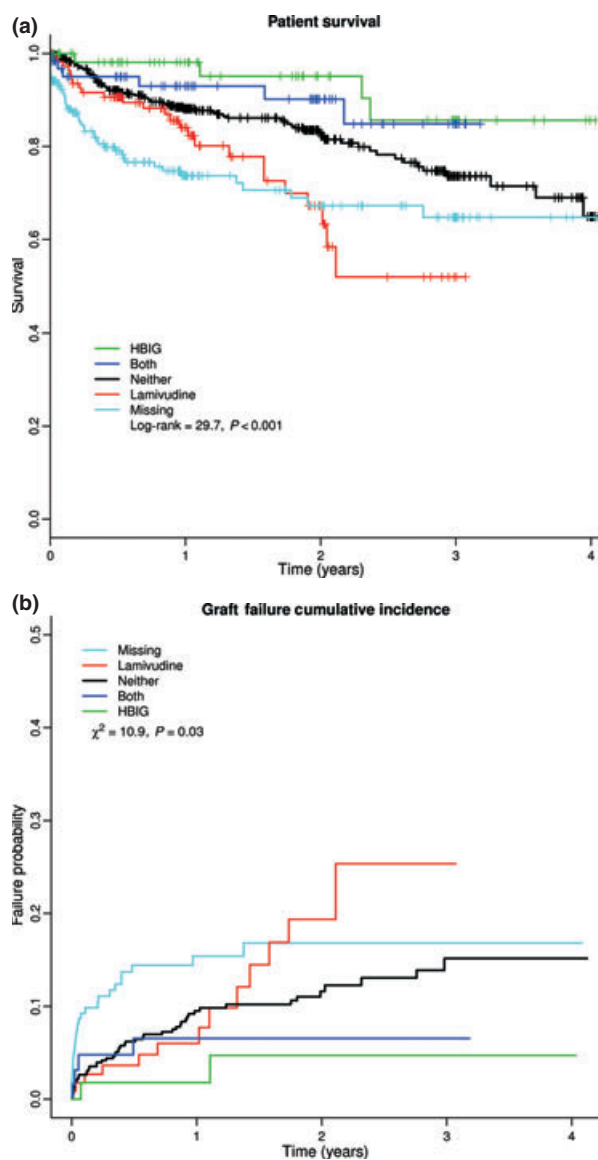 (a)
Patient survival
1.0
0.8
0.6
0.4
0.2
0.0
Survival
HBIG
Both
Neither
Lamivudine
Missing
Log-rank = 29.7, P < 0.001
0 1 2 3 4
Time (years)
(b)
Graft failure cumulative incidence
0.5
0.4
0.3
0.2
0.1
0.0
Failure probability
Missing
Lamivudine
Neither
Both
HBIG
χ² = 10.9, P = 0.03
0 1 2 3 4
Time (years)